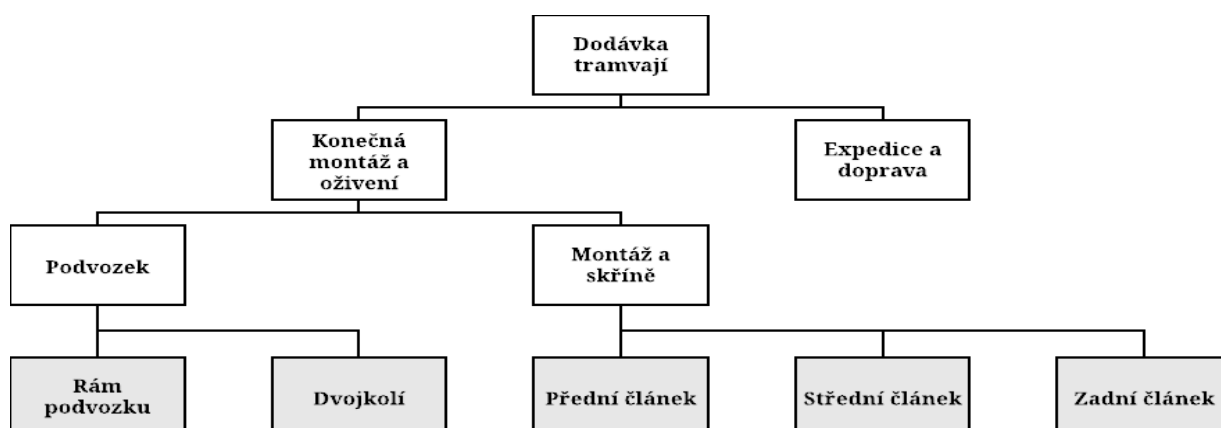 Dodávka
tramvají
Konečná
montáž a
oživení
Expedice a
doprava
Podvozek
Montáž a
skříně
Rám
podvozku
Dvojkolí
Přední článek
Střední článek
Zadní článek